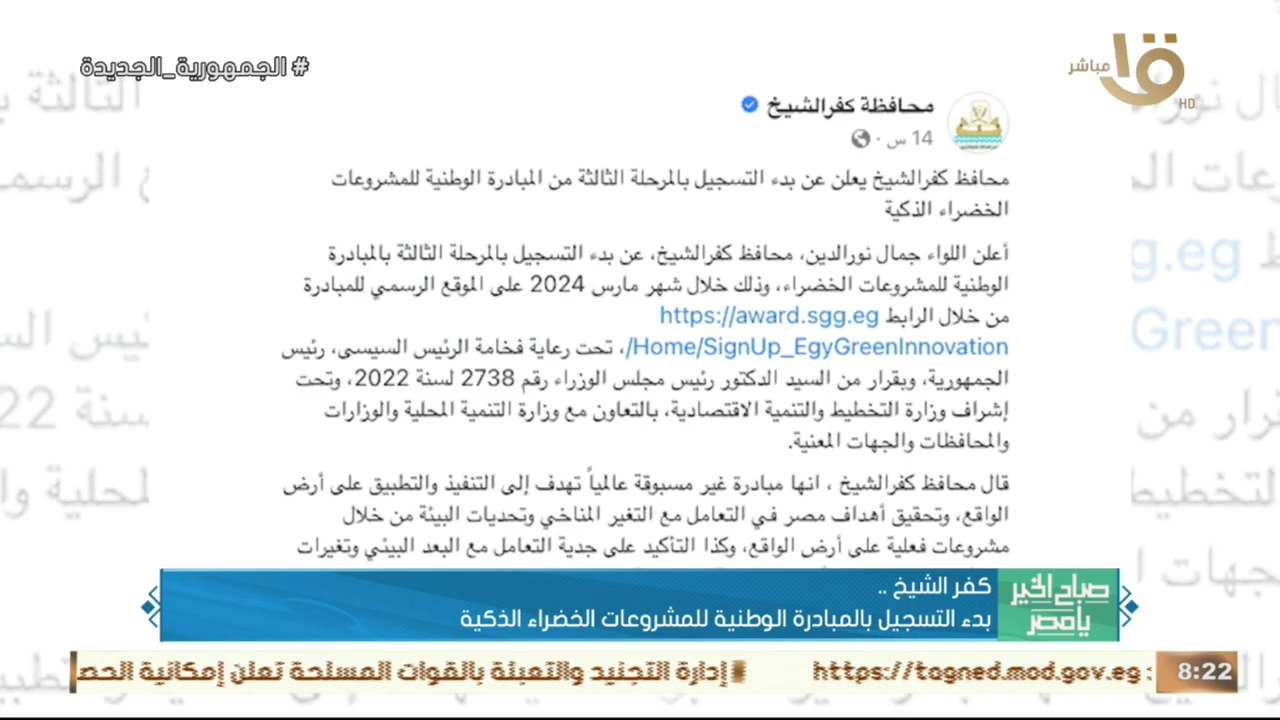 # الجمهورية_الجديدة
مباشر
HD
محافظة كفرالشيخ
14 س ·
محافظ كفرالشيخ يعلن عن بدء التسجيل بالمرحلة الثالثة من المبادرة الوطنية للمشروعات
الخضراء الذكية
أعلن اللواء جمال نورالدين، محافظ كفرالشيخ، عن بدء التسجيل بالمرحلة الثالثة بالمبادرة
الوطنية للمشروعات الخضراء، وذلك خلال شهر مارس 2024 على الموقع الرسمي للمبادرة
من خلال الرابط https://award.sgg.eg
/Home/SignUp_EgyGreenInnovation، تحت رعاية فخامة الرئيس السيسى، رئيس
الجمهورية، وبقرار من السيد الدكتور رئيس مجلس الوزراء رقم 2738 لسنة 2022، وتحت
إشراف وزارة التخطيط والتنمية الاقتصادية، بالتعاون مع وزارة التنمية المحلية والوزارات
والمحافظات والجهات المعنية.
قال محافظ كفرالشيخ ، انها مبادرة غير مسبوقة عالمياً تهدف إلى التنفيذ والتطبيق على أرض
الواقع، وتحقيق أهداف مصر في التعامل مع التغير المناخي وتحديات البيئة من خلال
مشروعات فعلية على أرض الواقع، وكذا التأكيد على جدية التعامل مع البعد البيئي وتغيرات
صباح الخير
يا مصر
كفر الشيخ ..
بدء التسجيل بالمبادرة الوطنية للمشروعات الخضراء الذكية
8:22
https://tagned.mod.gov.eg :
إدارة التجنيد والتعبئة بالقوات المسلحة تعلن إمكانية الحص